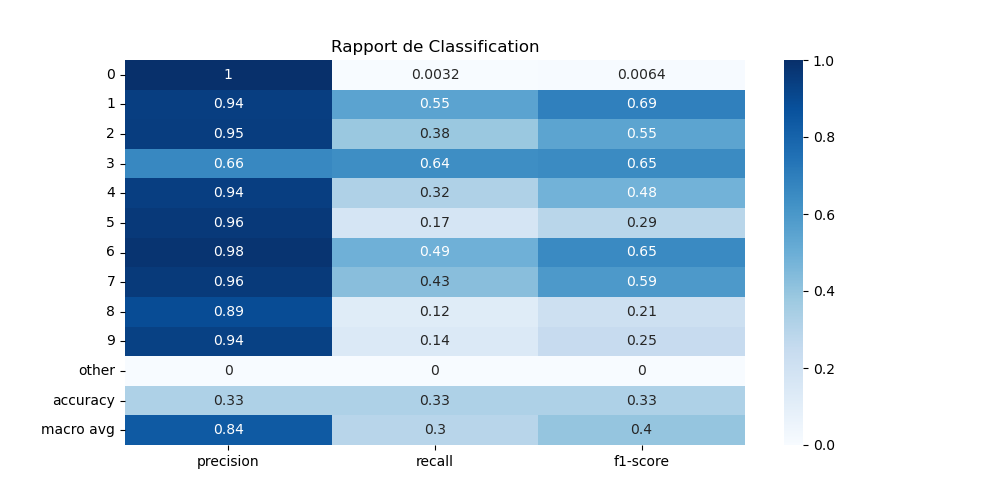 Rapport de Classification
0 1 0.0032 0.0064
1 0.94 0.55 0.69
2 0.95 0.38 0.55
3 0.66 0.64 0.65
4 0.94 0.32 0.48
5 0.96 0.17 0.29
6 0.98 0.49 0.65
7 0.96 0.43 0.59
8 0.89 0.12 0.21
9 0.94 0.14 0.25
other 0 0 0
accuracy 0.33 0.33 0.33
macro avg 0.84 0.3 0.4
precision recall f1-score
1.0
0.8
0.6
0.4
0.2
0.0